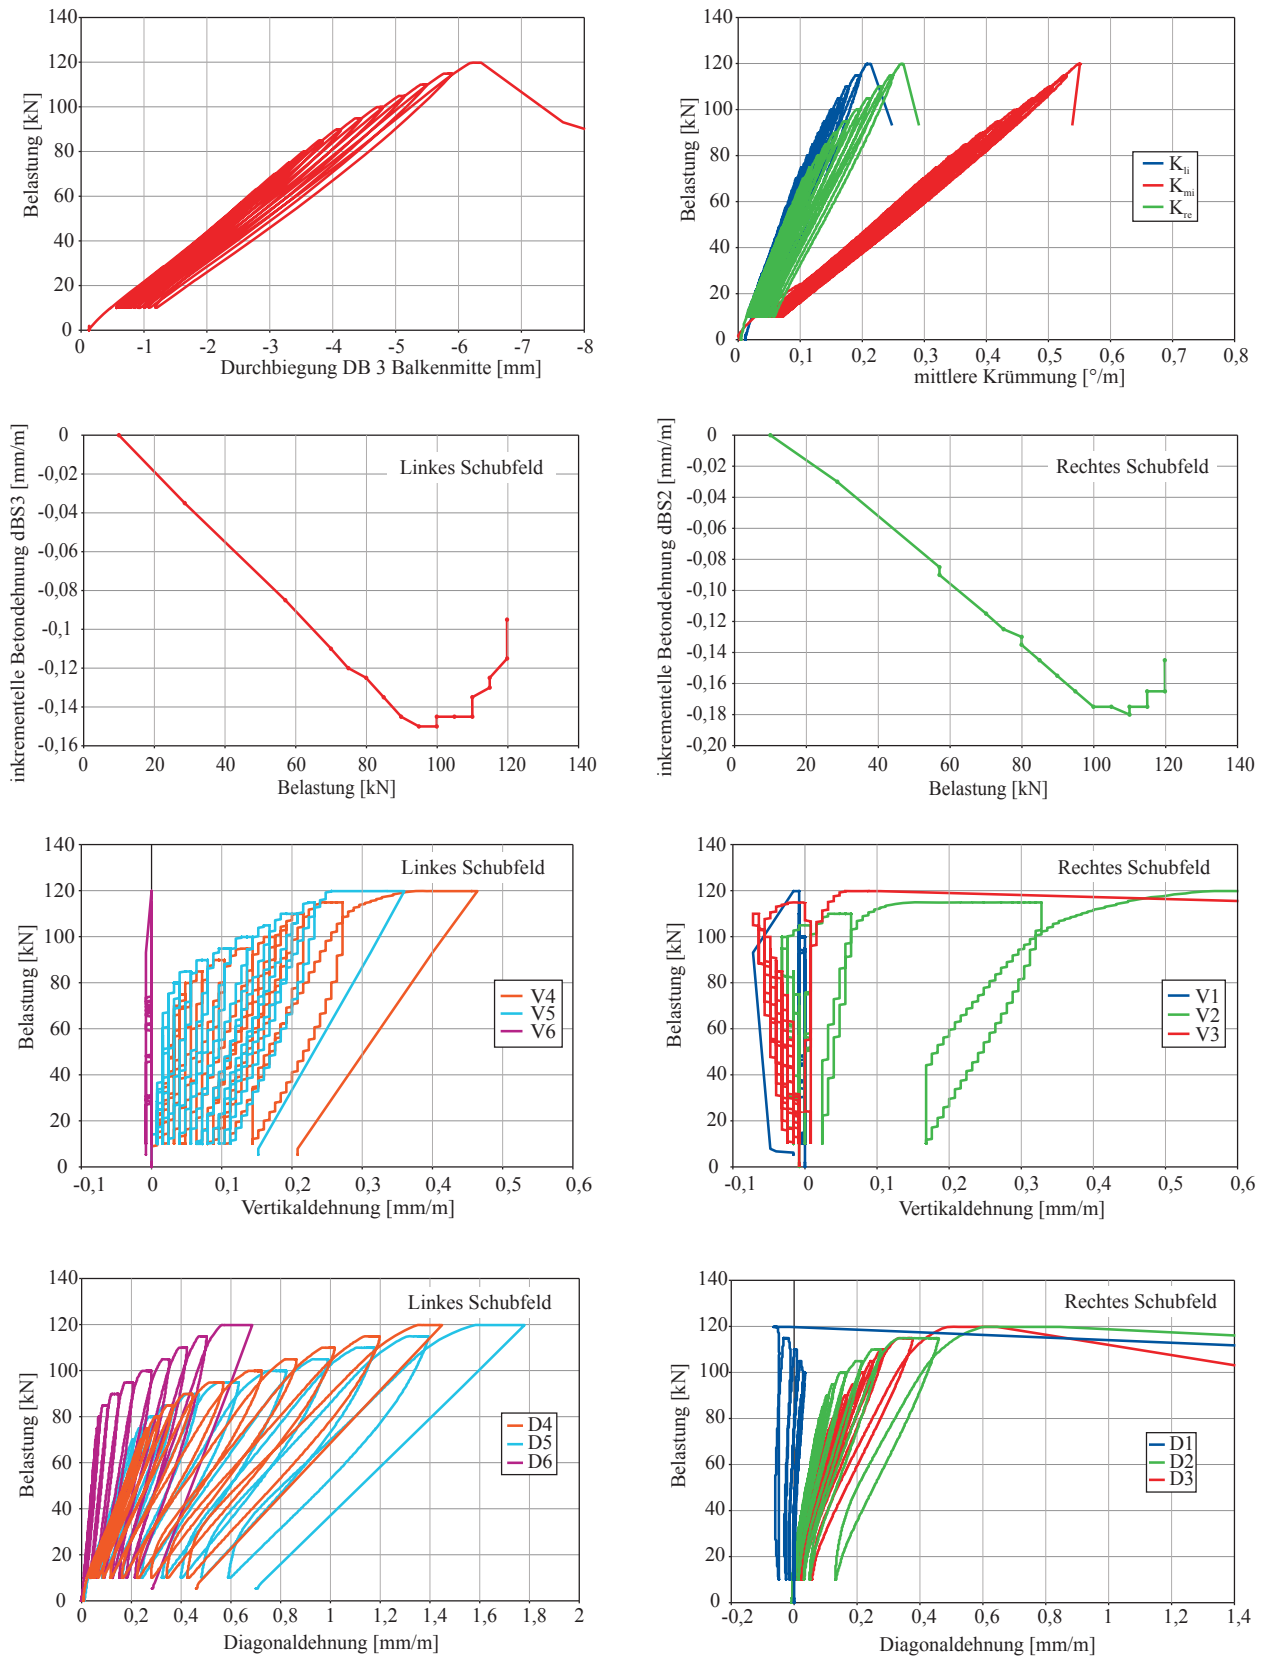 140
120
100
80
60
40
20
0
Belastung [kN]
0 -1 -2 -3 -4 -5 -6 -7 -8
Durchbiegung DB 3 Balkenmitte [mm]
140
120
100
80
60
40
20
0
Belastung [kN]
K li
K mi
K re
0 0,1 0,2 0,3 0,4 0,5 0,6 0,7 0,8
mittlere Krümmung [°/m]
0
-0,02
-0,04
-0,06
-0,08
-0,1
-0,12
-0,14
-0,16
inkrementelle Betondehnung dBS3 [mm/m]
Linkes Schubfeld
0 20 40 60 80 100 120 140
Belastung [kN]
0
-0,02
-0,04
-0,06
-0,08
-0,10
-0,12
-0,14
-0,16
-0,18
-0,20
inkrementelle Betondehnung dBS2 [mm/m]
Rechtes Schubfeld
0 20 40 60 80 100 120 140
Belastung [kN]
140
120
100
80
60
40
20
0
Belastung [kN]
Linkes Schubfeld
V4
V5
V6
-0,1 0 0,1 0,2 0,3 0,4 0,5 0,6
Vertikaldehnung [mm/m]
140
120
100
80
60
40
20
0
Belastung [kN]
Rechtes Schubfeld
V1
V2
V3
-0,1 0 0,1 0,2 0,3 0,4 0,5 0,6
Vertikaldehnung [mm/m]
140
120
100
80
60
40
20
0
Belastung [kN]
Linkes Schubfeld
D4
D5
D6
0 0,2 0,4 0,6 0,8 1 1,2 1,4 1,6 1,8 2
Diagonaldehnung [mm/m]
140
120
100
80
60
40
20
0
Belastung [kN]
Rechtes Schubfeld
D1
D2
D3
-0,2 0 0,2 0,4 0,6 0,8 1 1,2 1,4
Diagonaldehnung [mm/m]